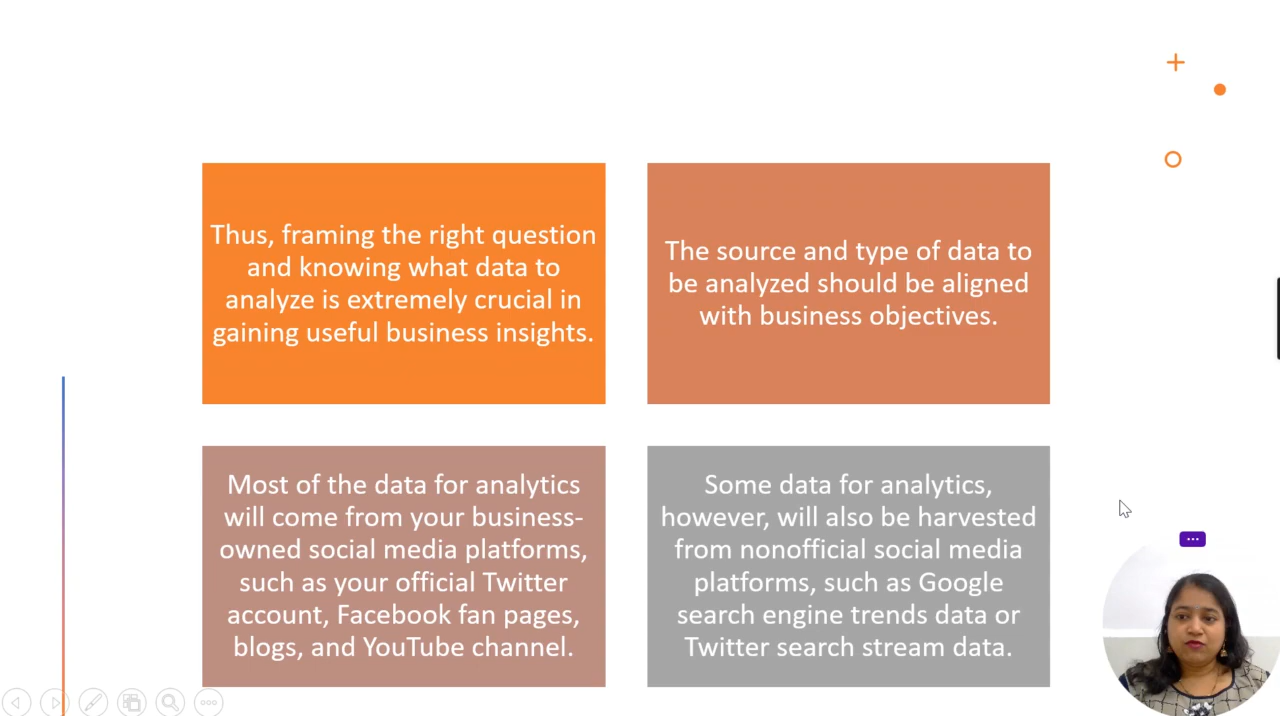 Thus, framing the right question
and knowing what data to
analyze is extremely crucial in
gaining useful business insights.
The source and type of data to
be analyzed should be aligned
with business objectives.
Most of the data for analytics
will come from your business-
owned social media platforms,
such as your official Twitter
account, Facebook fan pages,
blogs, and YouTube channel.
Some data for analytics,
however, will also be harvested
from nonofficial social media
platforms, such as Google
search engine trends data or
Twitter search stream data.